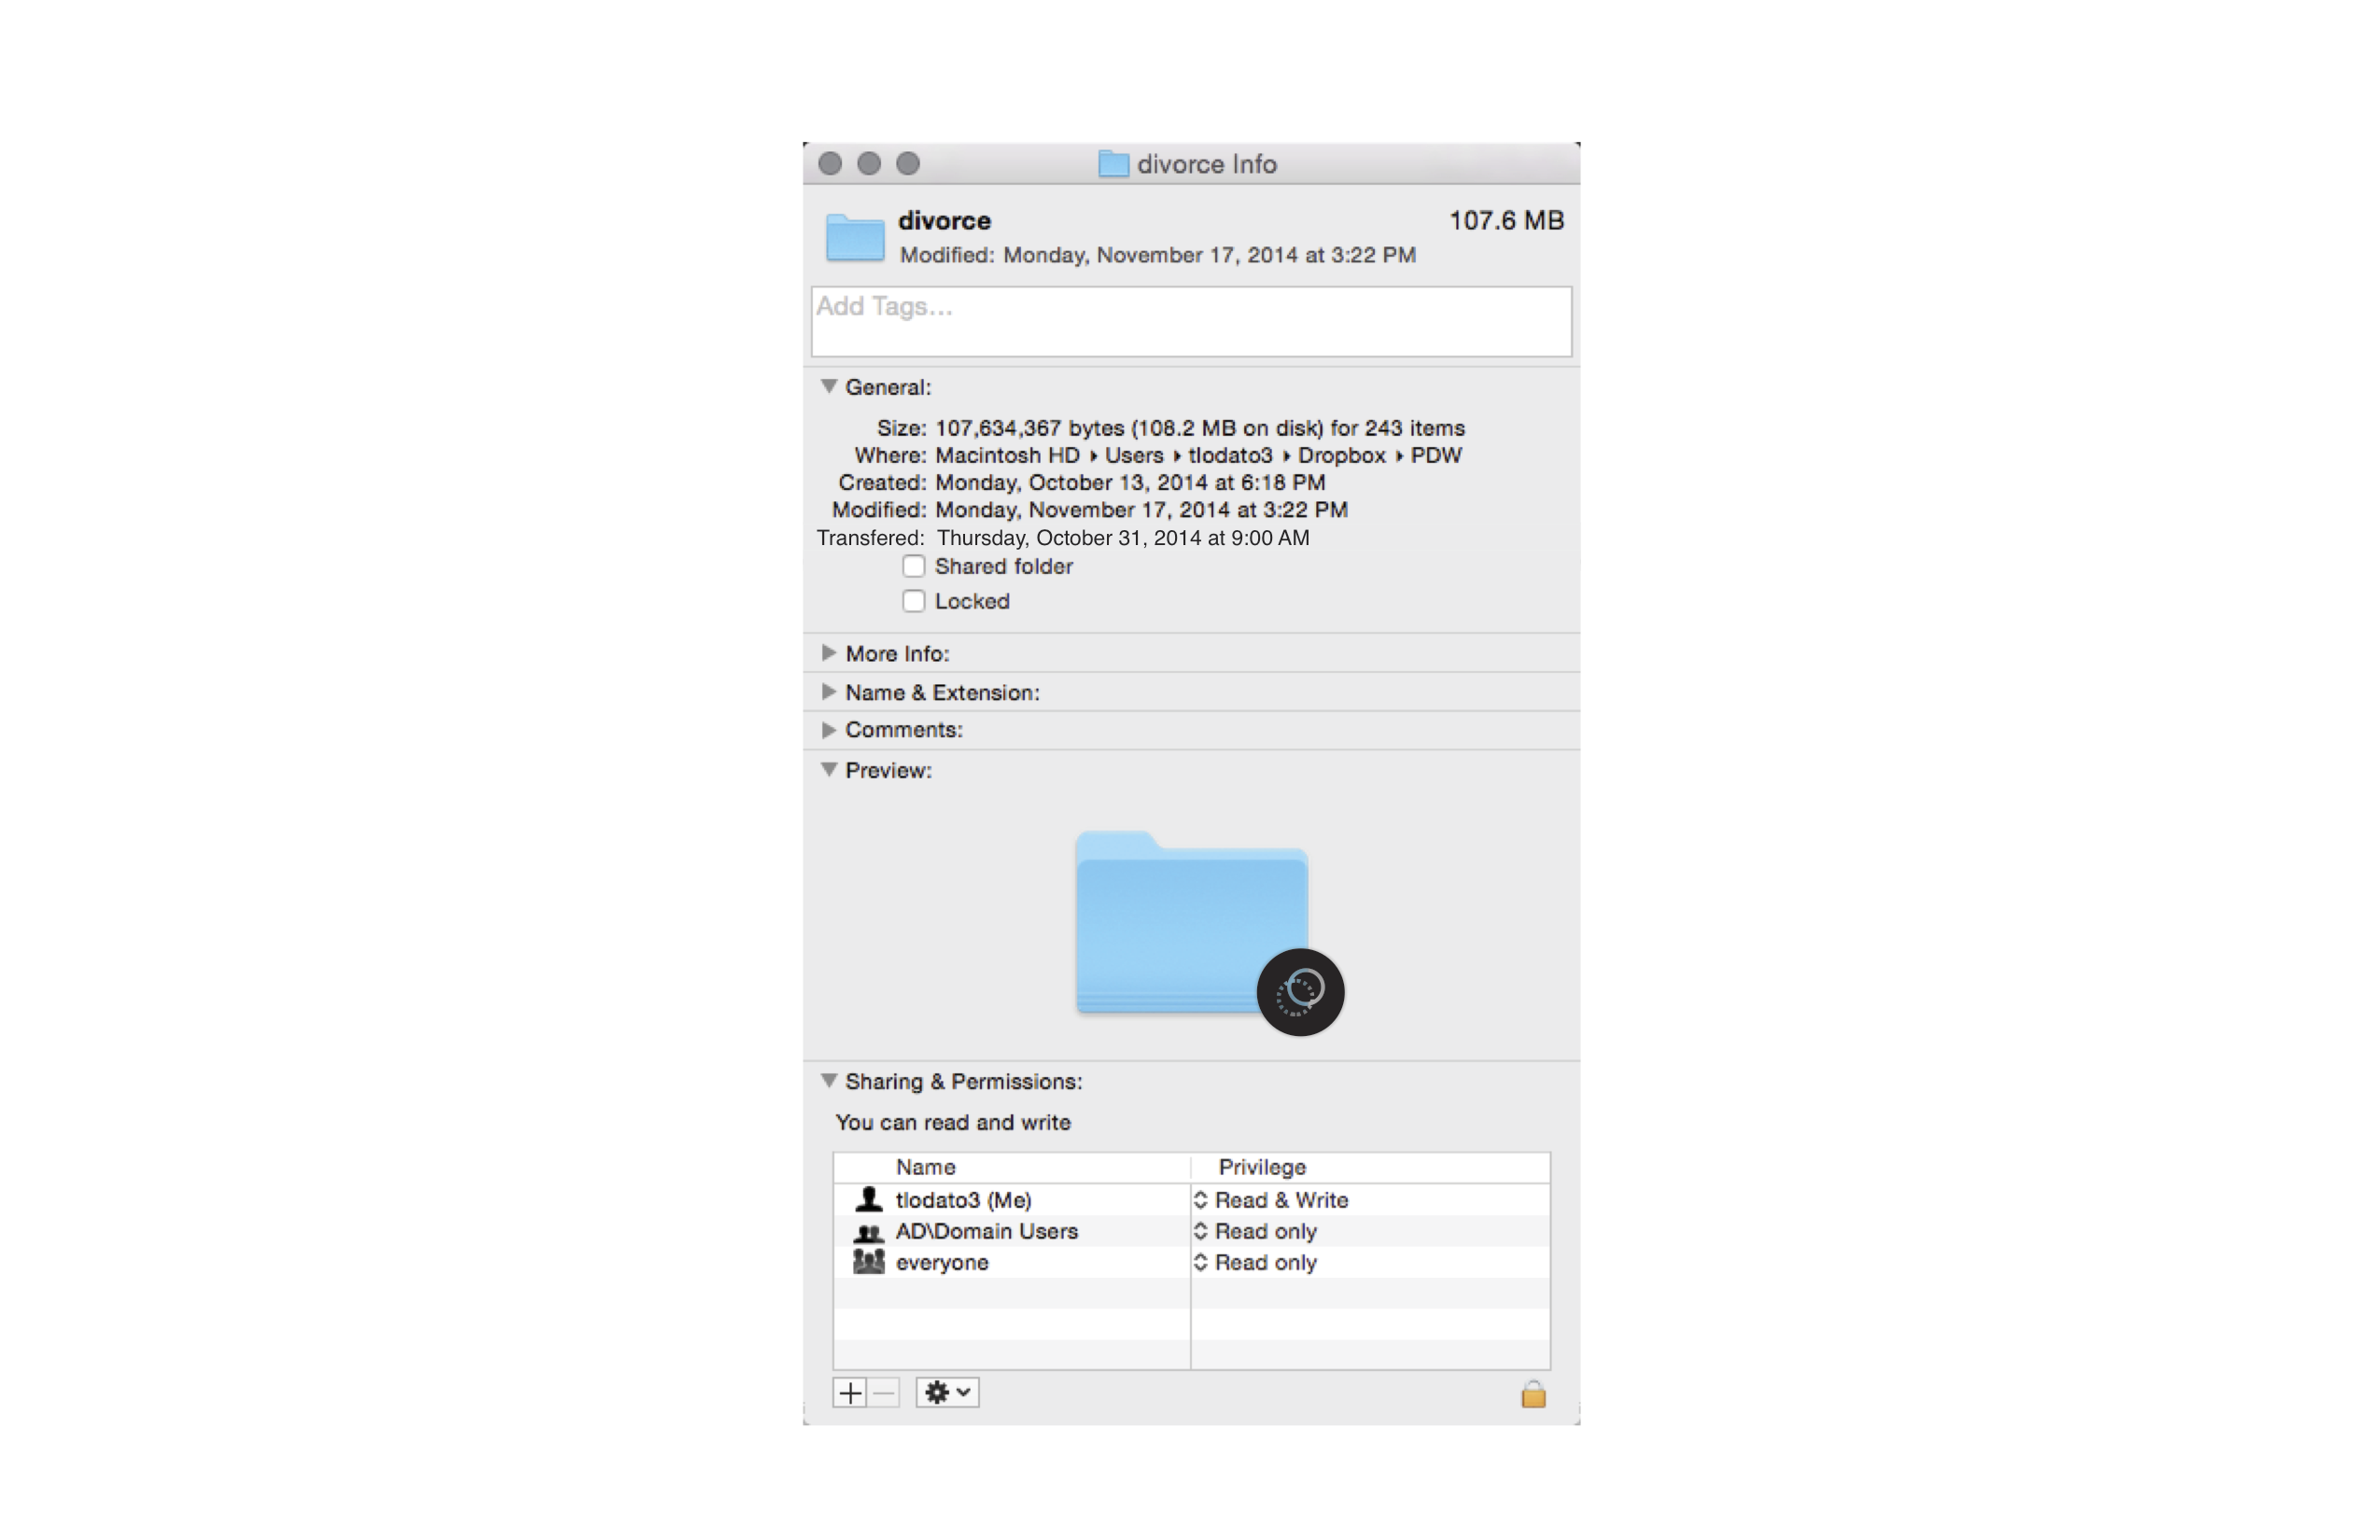 divorce Info
divorce 107.6 MB
Modified: Monday, November 17, 2014 at 3:22 PM
Add Tags...
General:
Size: 107,634,367 bytes (108.2 MB on disk) for 243 items
Where: Macintosh HD ▸ Users ▸ tlodato3 ▸ Dropbox ▸ PDW
Created: Monday, October 13, 2014 at 6:18 PM
Modified: Monday, November 17, 2014 at 3:22 PM
Transfered: Thursday, October 31, 2014 at 9:00 AM
Shared folder
Locked
More Info:
Name & Extension:
Comments:
Preview:
Sharing & Permissions:
You can read and write
Name Privilege
tlodato3 (Me) Read & Write
AD\Domain Users Read only
everyone Read only